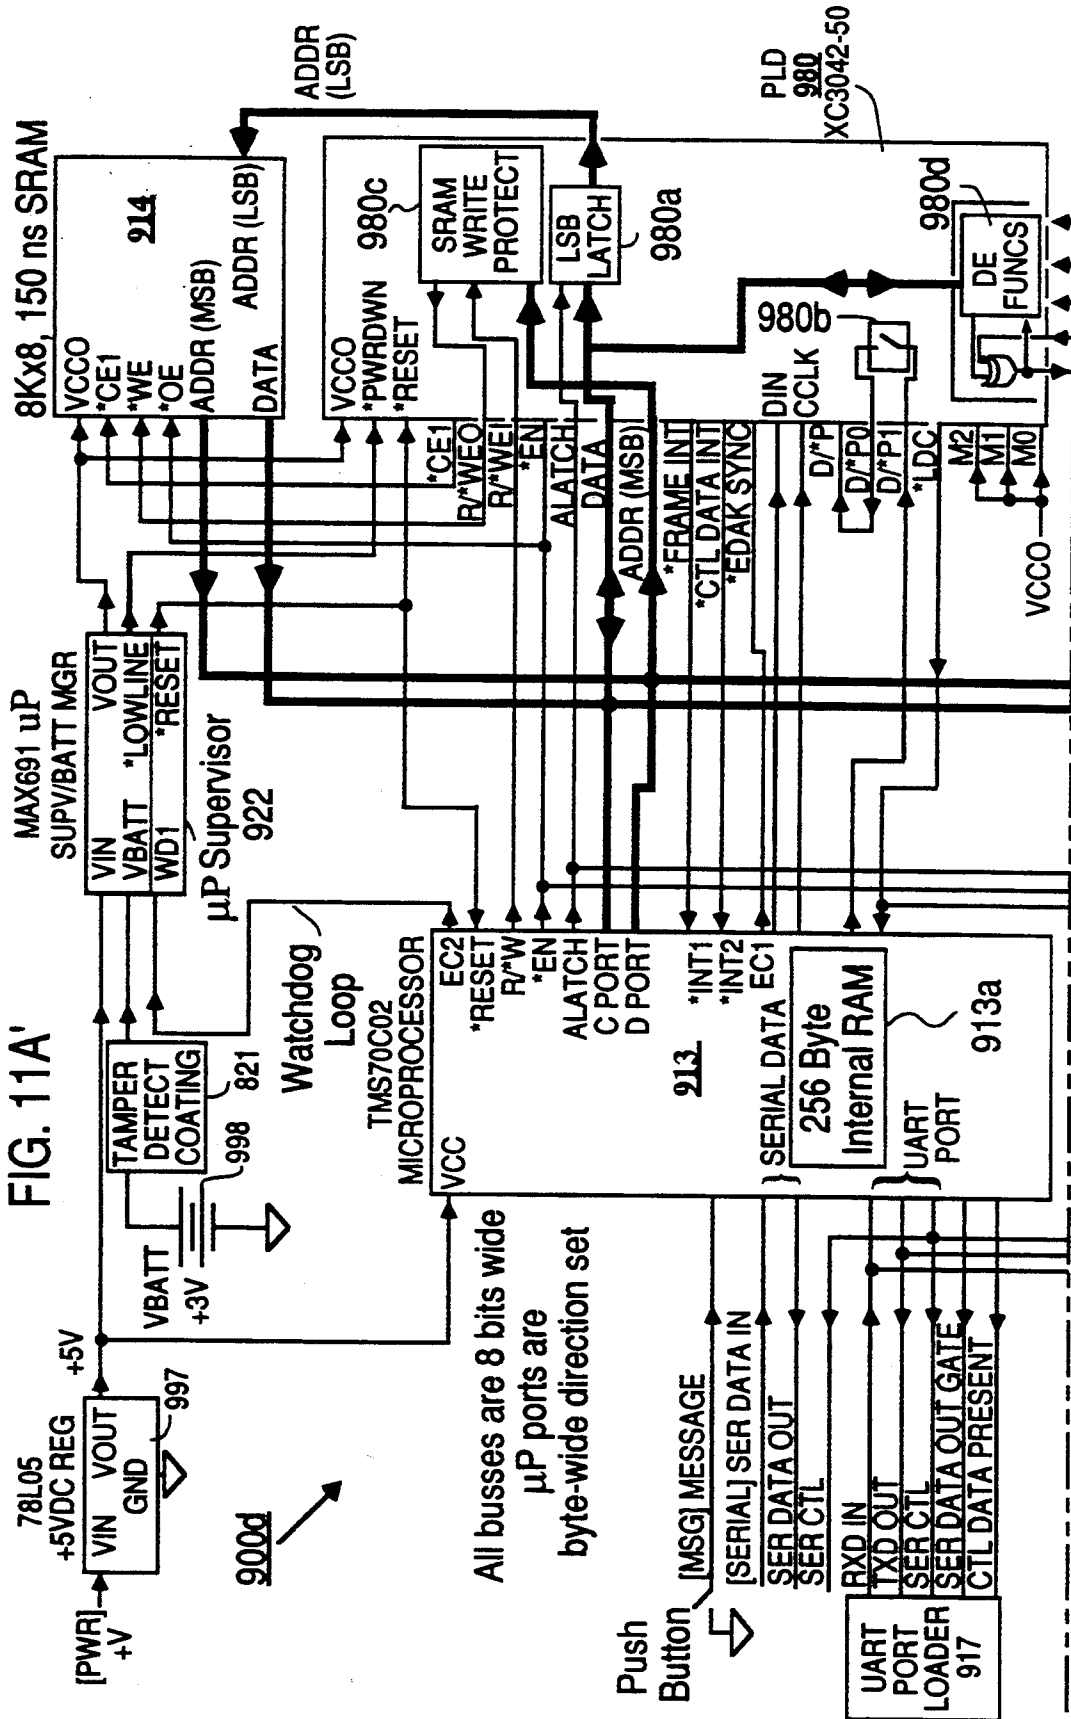 FIG. 11A'
[PWR]
+V
78L05
+5VDC REG
VIN VOUT
GND
997
+5V
VBATT
+3V
998
TAMPER
DETECT
COATING
821
MAX691 uP
SUPV/BATT MGR
VIN VOUT
VBATT *LOWLINE
WD1 *RESET
µP Supervisor
922
8Kx8, 150 ns SRAM
VCCO
*CE1
*WE
*OE
ADDR (MSB)
DATA
914
ADDR (LSB)
ADDR
(LSB)
900d
All busses are 8 bits wide
µP ports are
byte-wide direction set
Watchdog
Loop
TMS70C02
MICROPROCESSOR
VCC
EC2
*RESET
R/*W
*EN
ALATCH
C PORT
D PORT
*INT1
*INT2
EC1
913
SERIAL DATA
256 Byte
Internal RAM
913a
UART
PORT
VCCO
*PWRDWN
*RESET
*CE1
R/*WEO
R/*WEI
*EN
ALATCH
DATA
ADDR (MSB)
*FRAME INT
*CTL DATA INT
*EDAK SYNC
DIN
CCLK
D/*P
D/*P0
D/*P1
*LDC
M2
M1
M0
VCCO
980c
SRAM
WRITE
PROTECT
LSB
LATCH
980a
980b
PLD
980
XC3042-50
980d
DE
FUNCS
Push
Button
[MSG] MESSAGE
[SERIAL] SER DATA IN
SER DATA OUT
SER CTL
UART
PORT
LOADER
917
RXD IN
TXD OUT
SER CTL
SER DATA OUT GATE
CTL DATA PRESENT